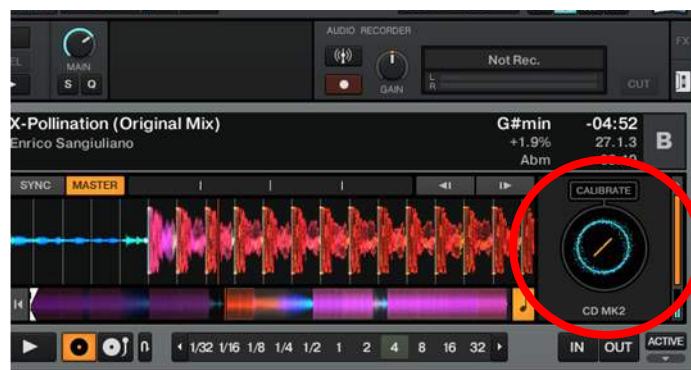 AUDIO RECORDER
EL MAIN Not Rec. FX
S Q L R GAIN CUT
X-Pollination (Original Mix) G#min -04:52
Enrico Sangiuliano +1.9% 27.1.3 B
Abm
SYNC MASTER CALIBRATE
CD MK2
1/32 1/16 1/8 1/4 1/2 1 2 4 8 16 32 IN OUT ACTIVE